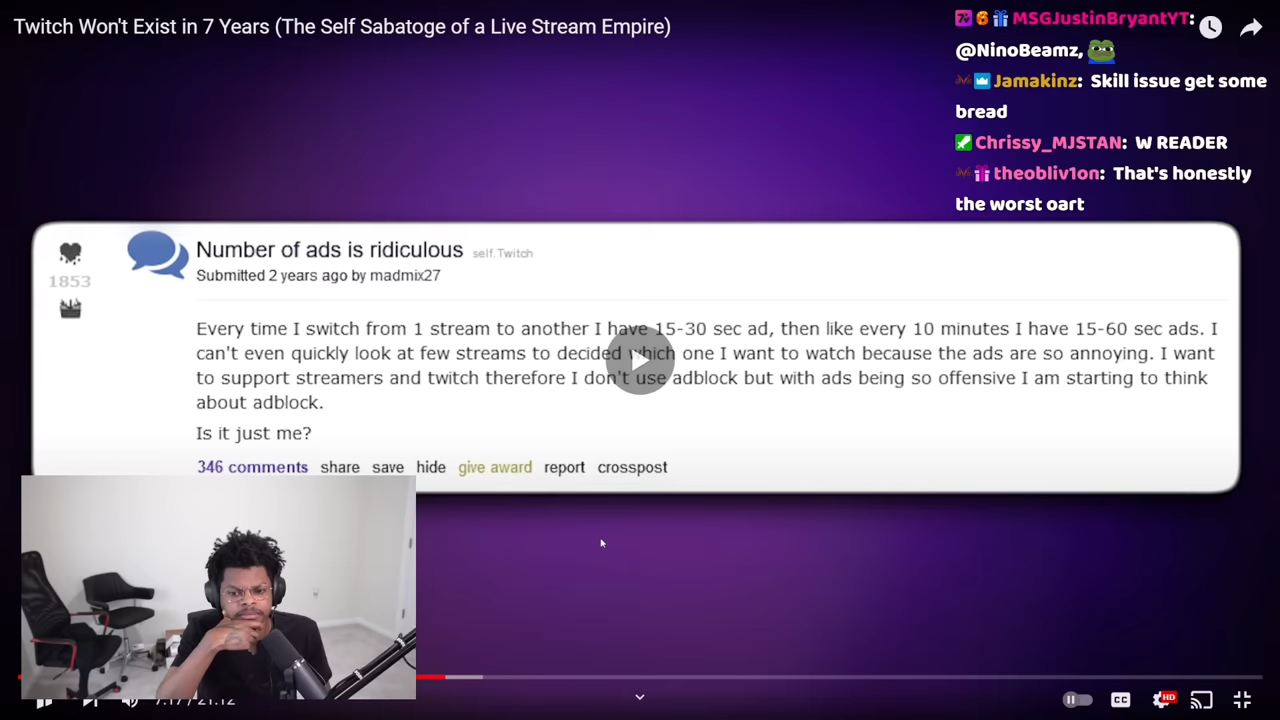 Twitch Won't Exist in 7 Years (The Self Sabatoge of a Live Stream Empire)
MSGJustinBryantYT:
@NinoBeamz,
Jamakinz: Skill issue get some
bread
Chrissy_MJSTAN: W READER
theobliv1on: That's honestly
the worst oart
Number of ads is ridiculous self.Twitch
1853
Submitted 2 years ago by madmix27
Every time I switch from 1 stream to another I have 15-30 sec ad, then like every 10 minutes I have 15-60 sec ads. I
can't even quickly look at few streams to decided which one I want to watch because the ads are so annoying. I want
to support streamers and twitch therefore I don't use adblock but with ads being so offensive I am starting to think
about adblock.
Is it just me?
346 comments share save hide give award report crosspost
7:17 / 21:12
CC
HD